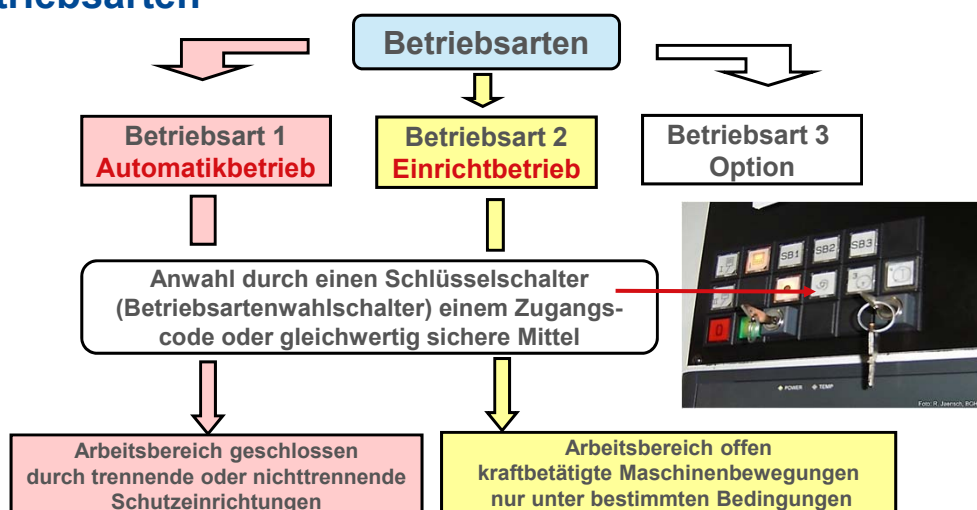 triebsarten
Betriebsarten
Betriebsart 1
Automatikbetrieb
Betriebsart 2
Einrichtbetrieb
Betriebsart 3
Option
Anwahl durch einen Schlüsselschalter
(Betriebsartenwahlschalter) einem Zugangs-
code oder gleichwertig sichere Mittel
SB1 SB2 SB3
0
POWER TEMP
Foto: R. Jaensch, BGH
Arbeitsbereich geschlossen
durch trennende oder nichttrennende
Schutzeinrichtungen
Arbeitsbereich offen
kraftbetätigte Maschinenbewegungen
nur unter bestimmten Bedingungen